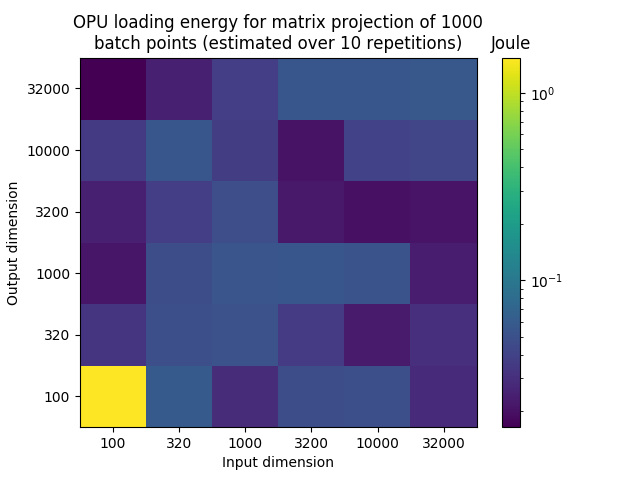 OPU loading energy for matrix projection of 1000
batch points (estimated over 10 repetitions)
Joule
32000
10000
3200
1000
320
100
Output dimension
100 320 1000 3200 10000 32000
Input dimension
10⁰
10⁻¹